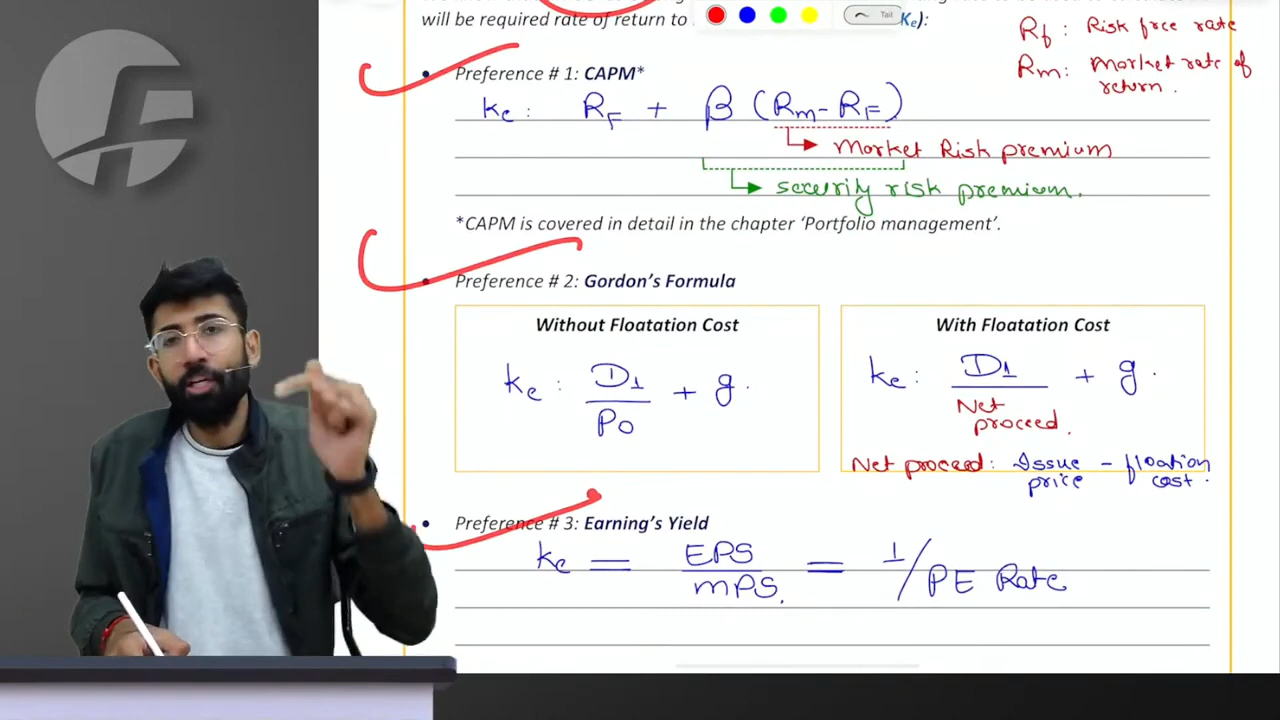 will be required rate of return to
Ke):
Tail
Rf : Risk free rate
Rm: Market rate of
return.
• Preference # 1: CAPM*
Ke : RF + β (Rm - RF)
Market Risk premium
security risk premium.
*CAPM is covered in detail in the chapter 'Portfolio management'.
• Preference # 2: Gordon's Formula
Without Floatation Cost
Ke : D1 / P0 + g.
With Floatation Cost
Ke : D1 / Net proceed. + g.
Net proceed: Issue price - floation cost.
• Preference # 3: Earning's Yield
Ke = EPS / MPS. = 1/PE Rate